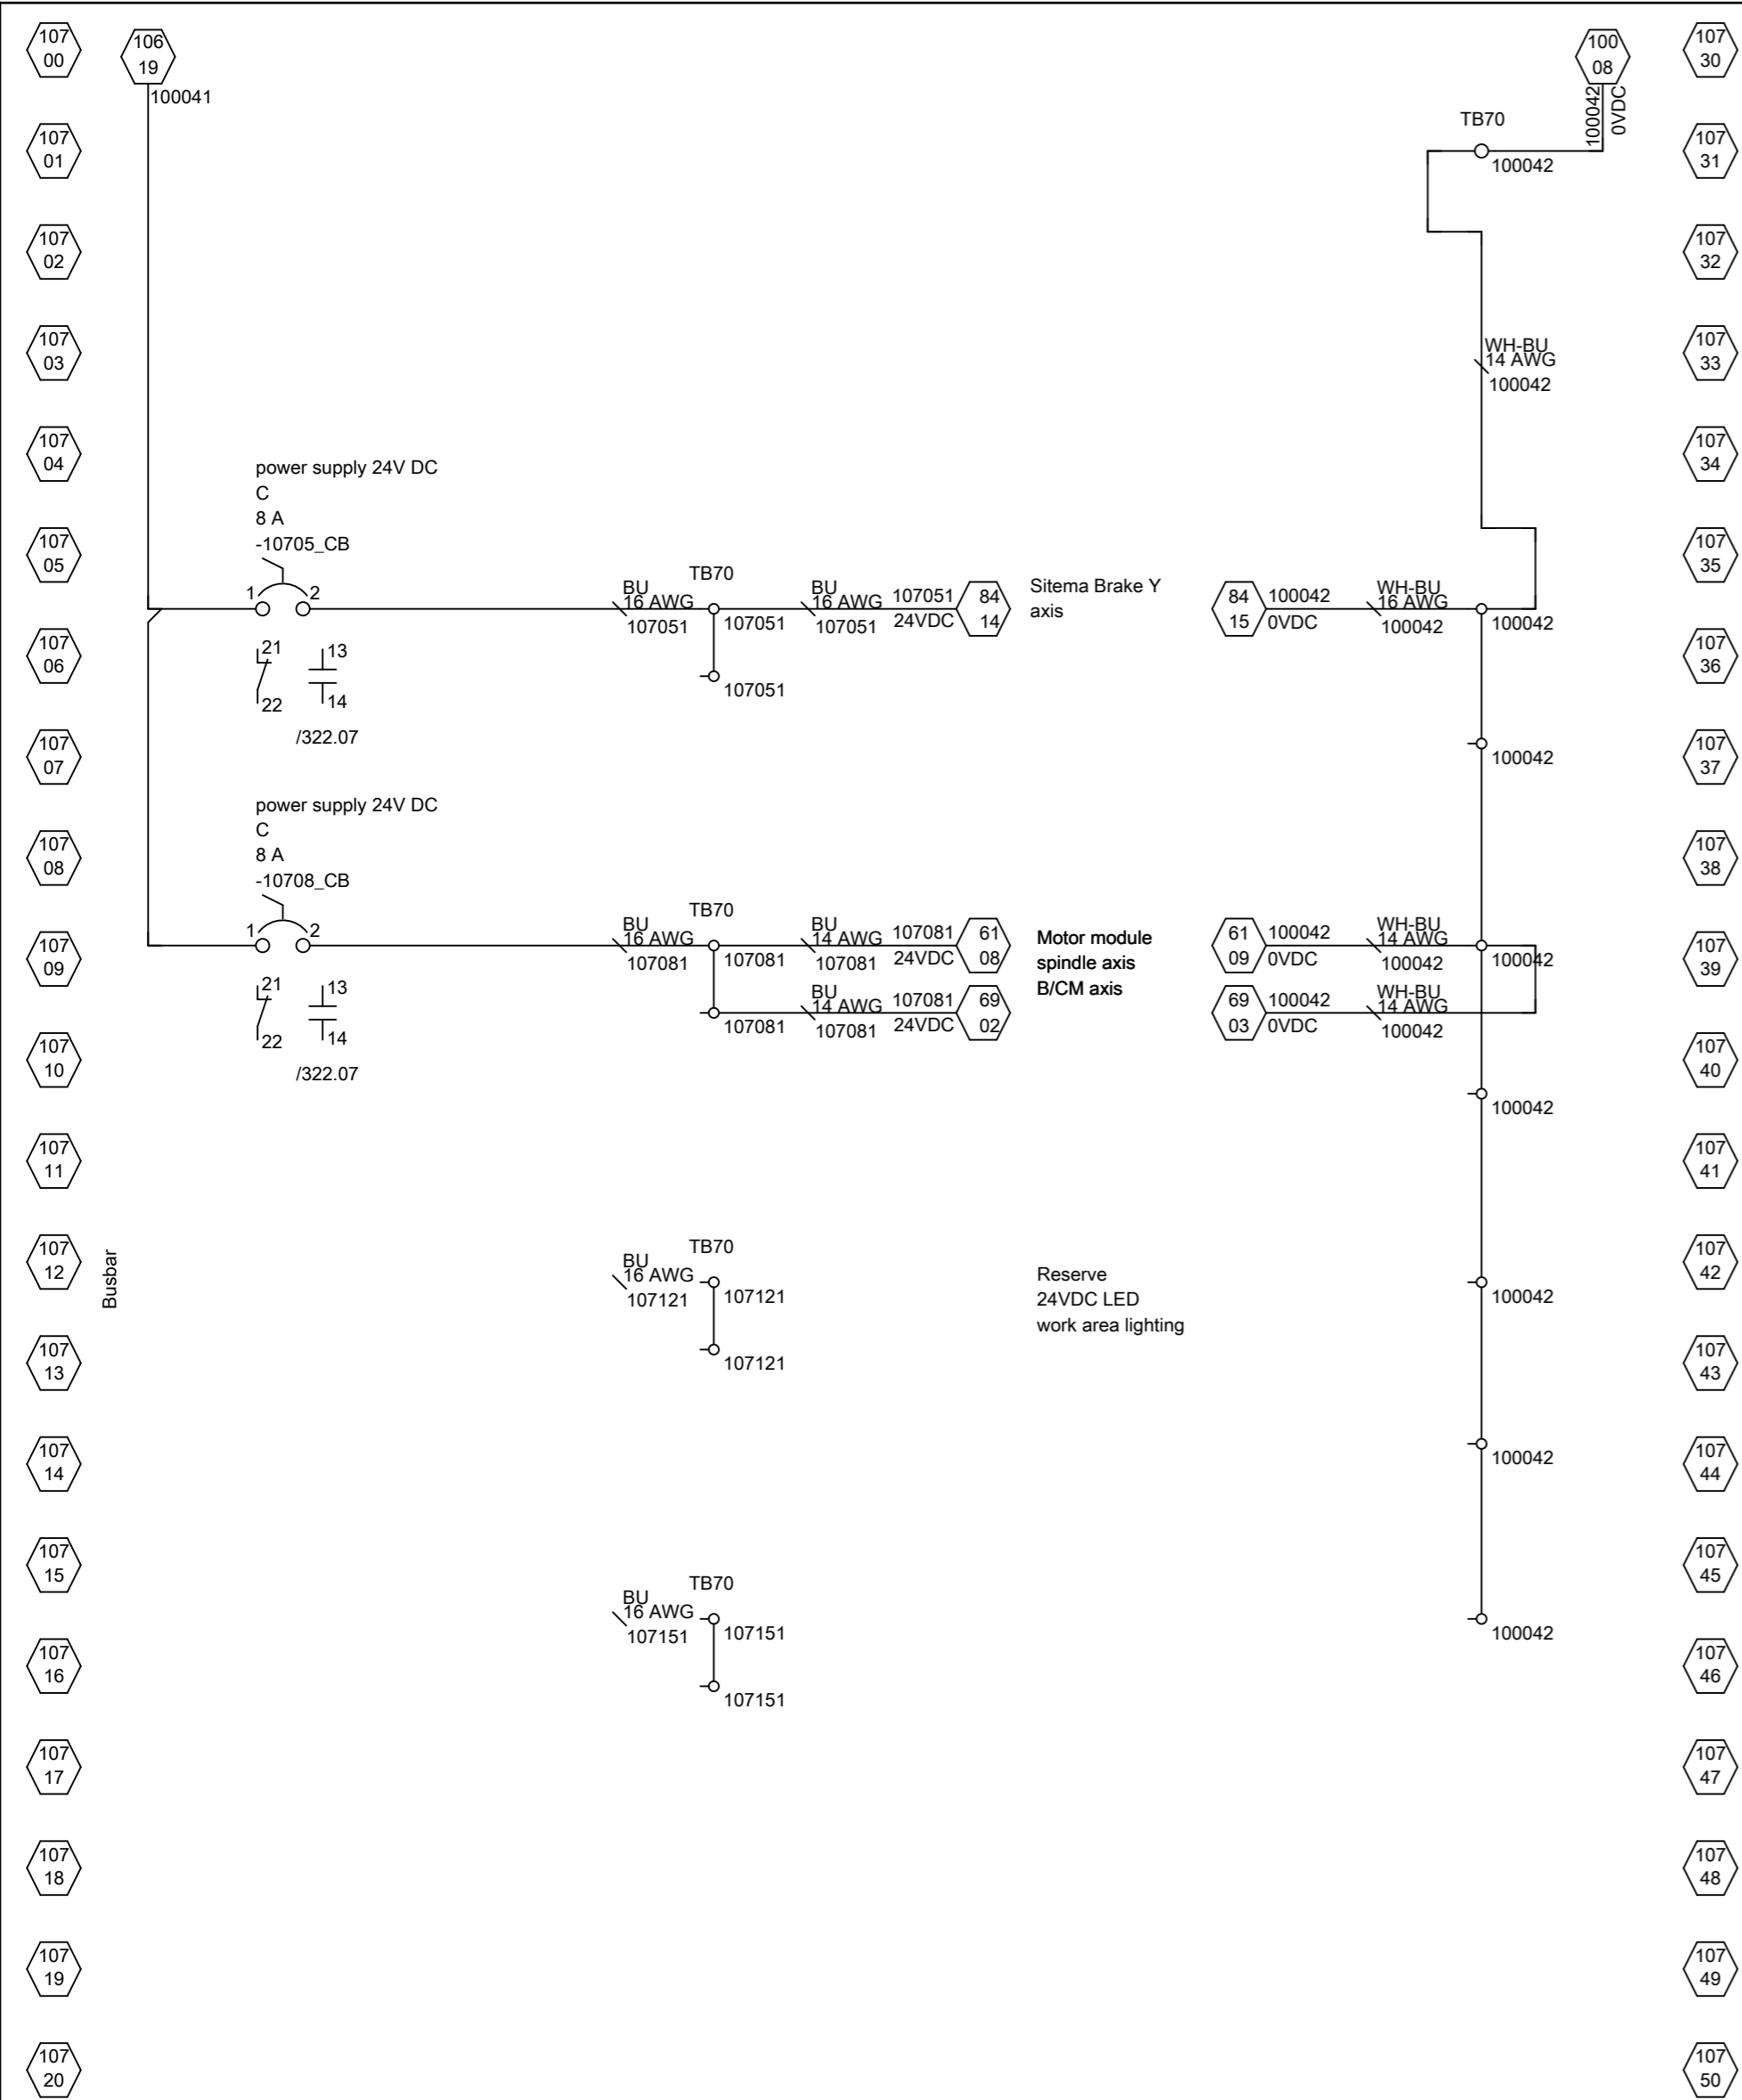 107
00
106
19
100041
100
08
107
30
100042
0VDC
TB70
100042
107
01
107
31
107
02
107
32
107
03
WH-BU
14 AWG
100042
107
33
107
04
107
34
power supply 24V DC
C
8 A
-10705_CB
107
05
107
35
1
2
BU
16 AWG
107051
TB70
107051
BU
16 AWG
107051
107051
24VDC
84
14
Sitema Brake Y
axis
84
15
100042
0VDC
WH-BU
16 AWG
100042
100042
107
06
21
22
13
14
107051
107
36
/322.07
107
07
100042
107
37
power supply 24V DC
C
8 A
-10708_CB
107
08
107
38
1
2
BU
16 AWG
107081
TB70
107081
BU
14 AWG
107081
107081
24VDC
61
08
Motor module
spindle axis
B/CM axis
61
09
100042
0VDC
WH-BU
14 AWG
100042
100042
107
09
107
39
21
22
13
14
107081
BU
14 AWG
107081
107081
24VDC
69
02
69
03
100042
0VDC
WH-BU
14 AWG
100042
/322.07
107
10
107
40
100042
107
11
107
41
107
12
Busbar
BU
16 AWG
107121
TB70
107121
Reserve
24VDC LED
work area lighting
100042
107
42
107
13
107121
107
43
107
14
100042
107
44
107
15
107
45
BU
16 AWG
107151
TB70
107151
100042
107
16
107151
107
46
107
17
107
47
107
18
107
48
107
19
107
49
107
20
107
50